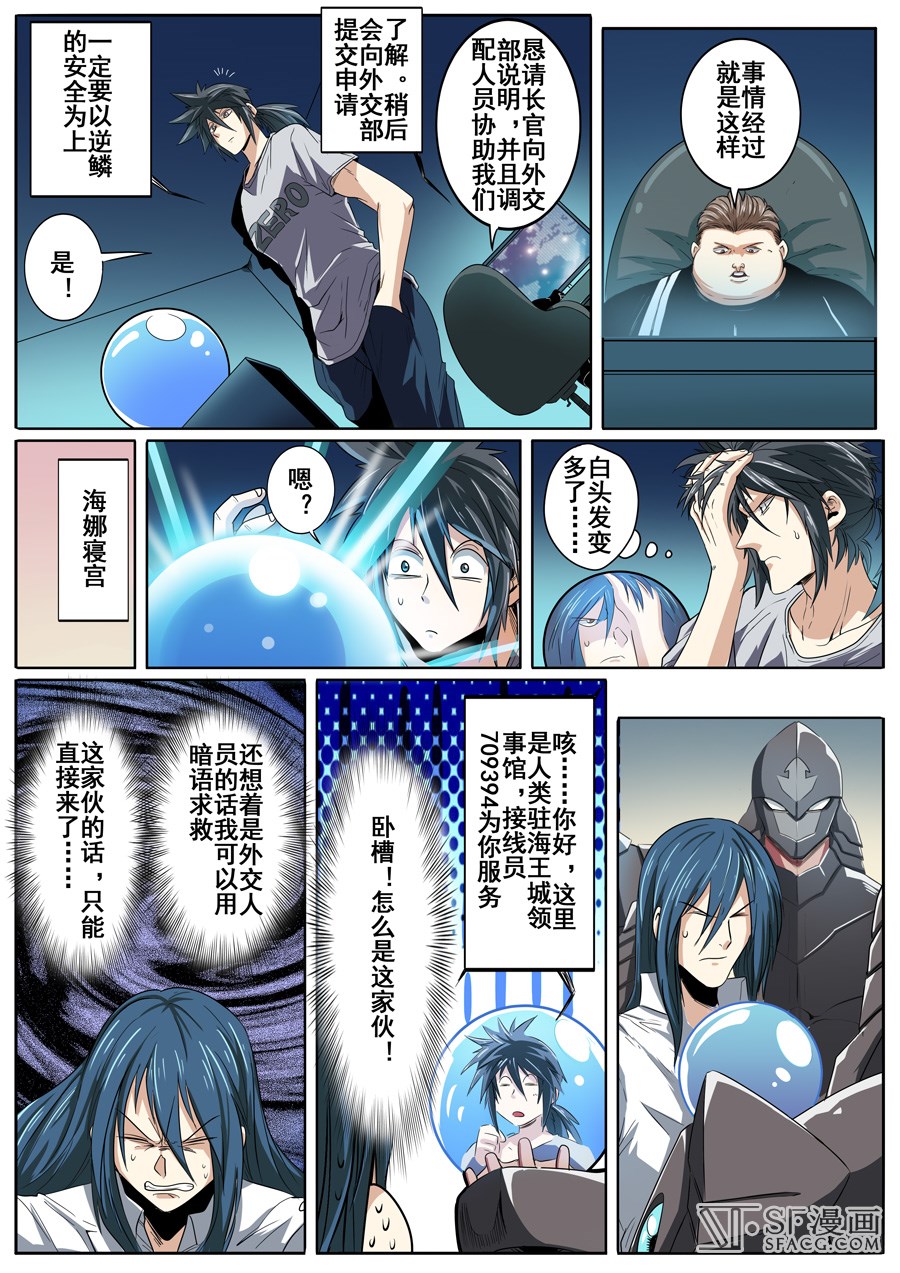 事情经过
就是这样
恳请长官向外交
部说明，并且调
配人员协助我们
了解。稍后
会向外交部
提交申请
一定要以逆鳞
的安全为上
ZERO
是！
白头发变
多了……
嗯？
海娜寝宫
咳……你好，这里
是人类驻海王城领
事馆，接线员
709394为你服务
卧槽！怎么是这家伙！
还想着是外交人
员的话我可以用
暗语求救
这家伙的话，只能
直接来了……
SF漫画
SFACG.COM